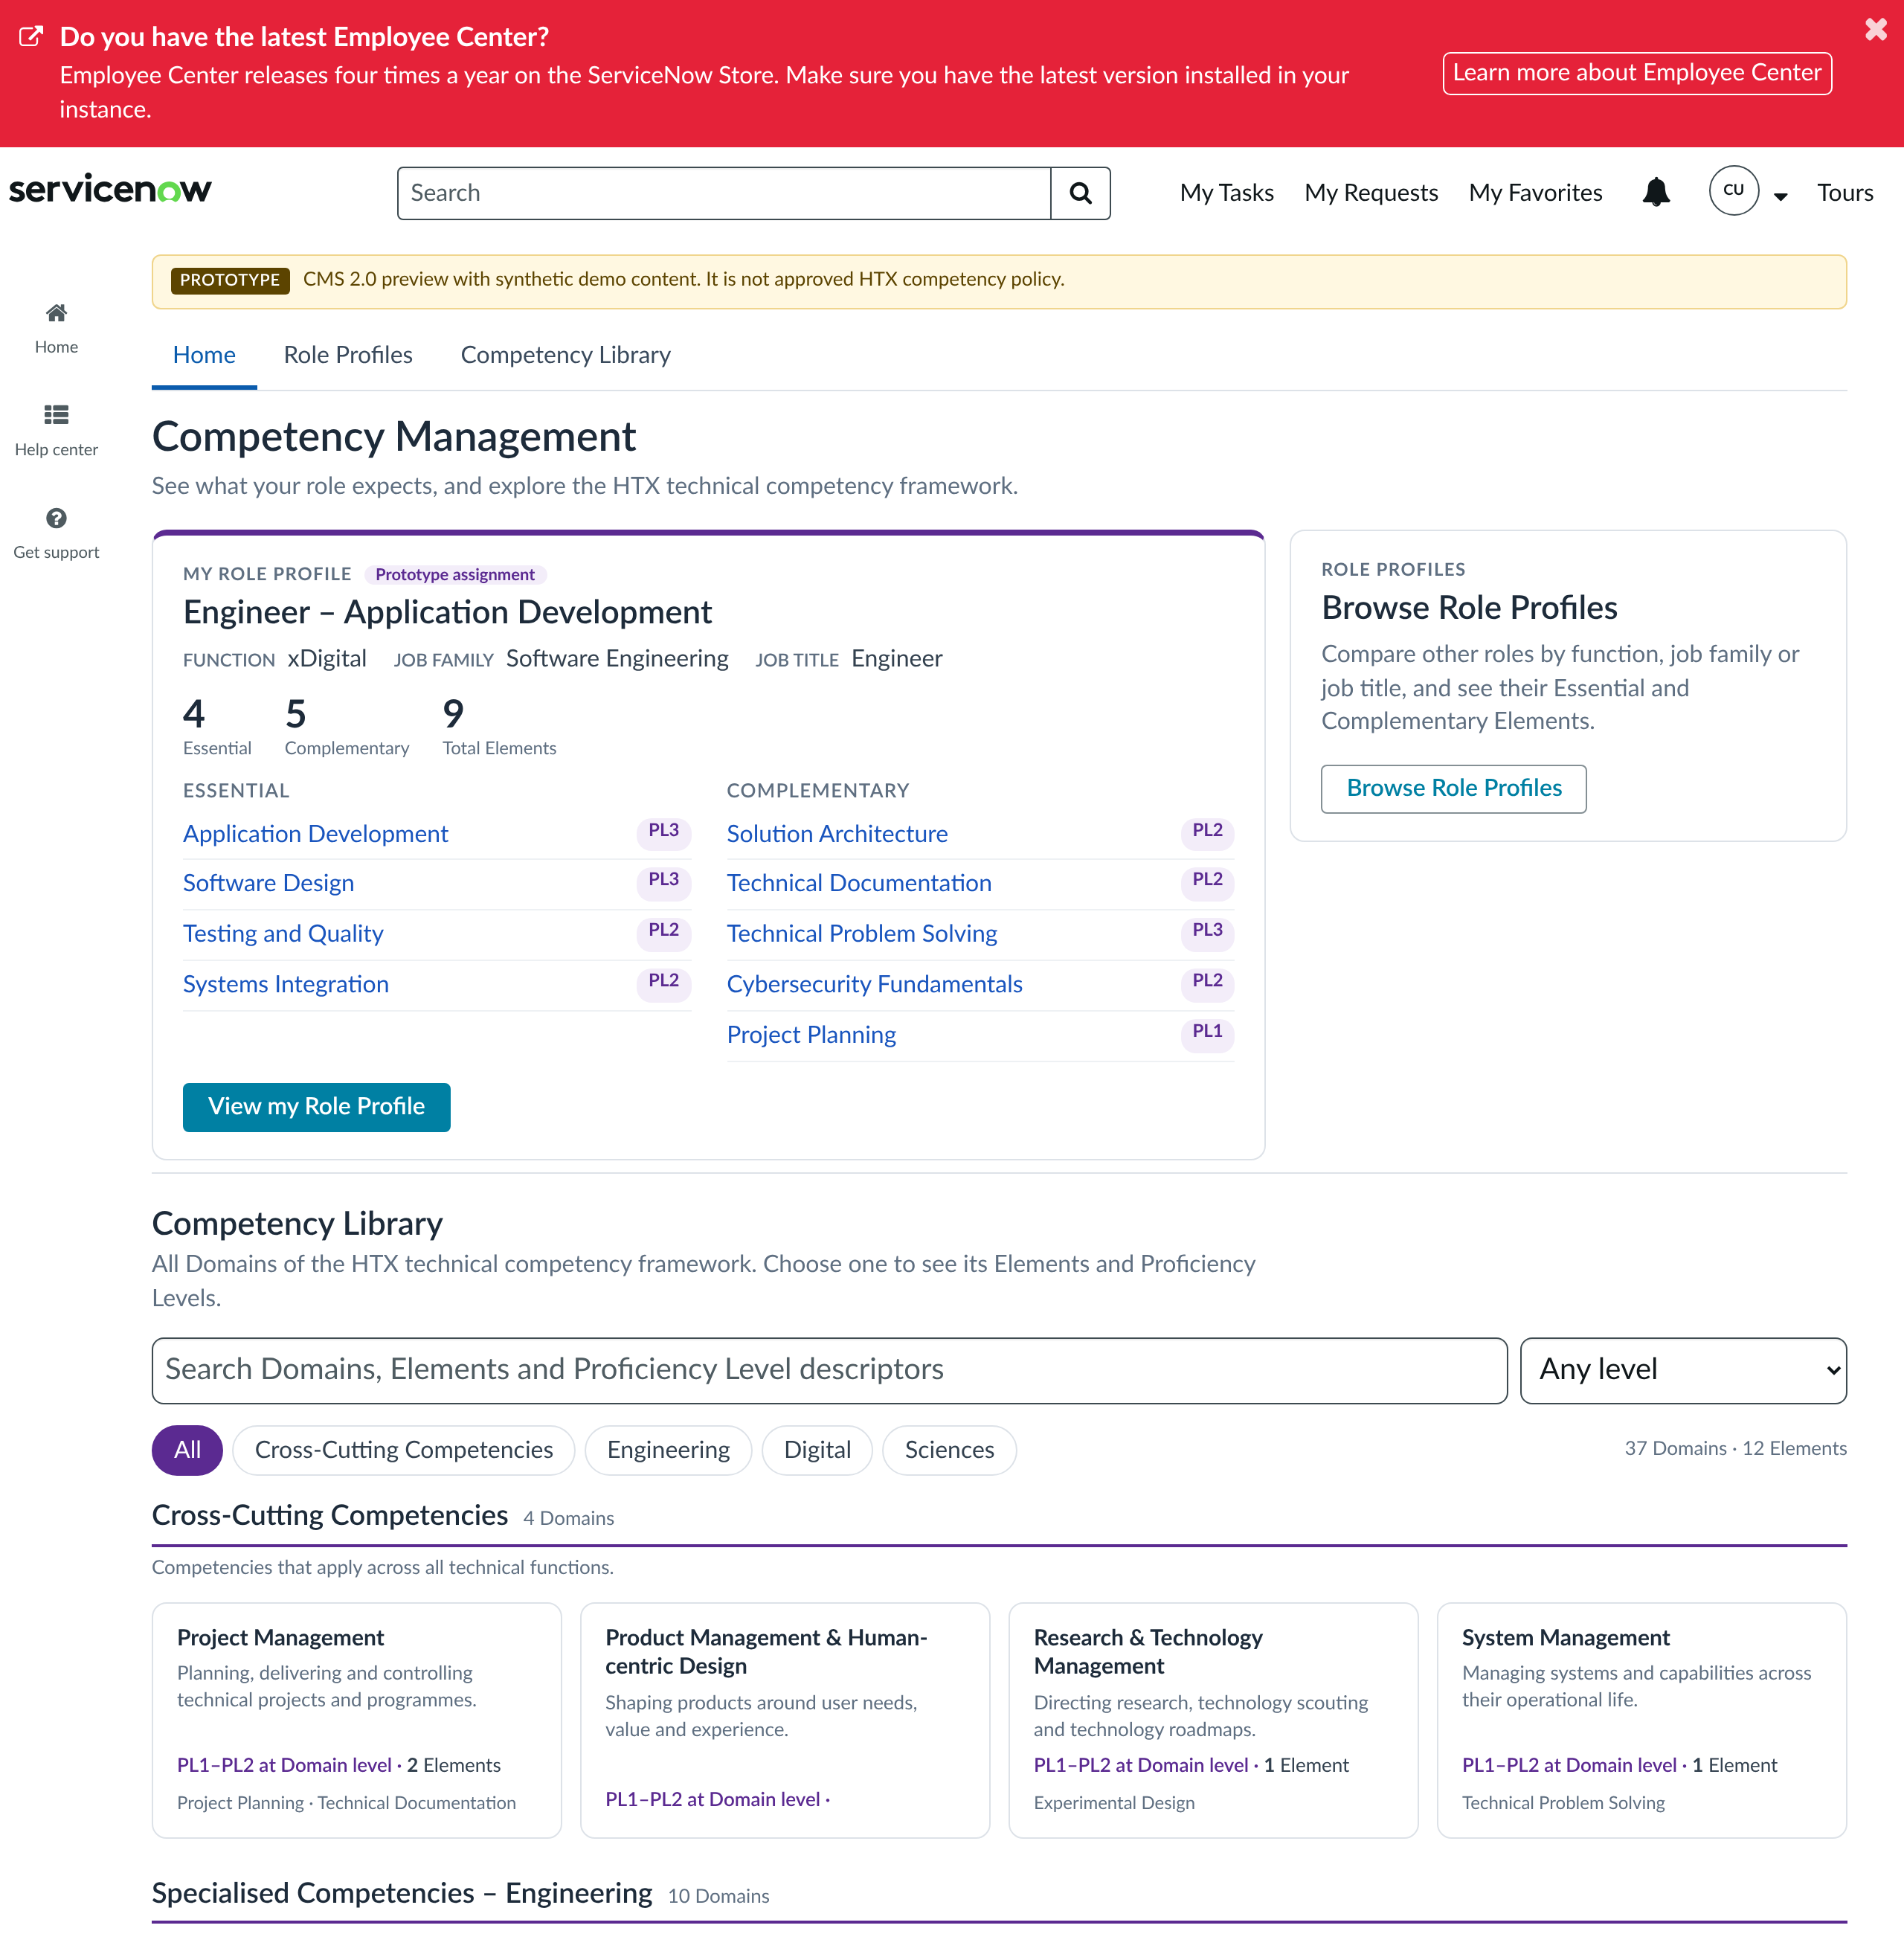 Do you have the latest Employee Center?
Employee Center releases four times a year on the ServiceNow Store. Make sure you have the latest version installed in your
instance.
Learn more about Employee Center
servicenow
Search
My Tasks
My Requests
My Favorites
CU
Tours
Home
Help center
Get support
PROTOTYPE CMS 2.0 preview with synthetic demo content. It is not approved HTX competency policy.
Home
Role Profiles
Competency Library
Competency Management
See what your role expects, and explore the HTX technical competency framework.
MY ROLE PROFILE Prototype assignment
Engineer – Application Development
FUNCTION xDigital JOB FAMILY Software Engineering JOB TITLE Engineer
4 5 9
Essential Complementary Total Elements
ESSENTIAL
Application Development PL3
Software Design PL3
Testing and Quality PL2
Systems Integration PL2
COMPLEMENTARY
Solution Architecture PL2
Technical Documentation PL2
Technical Problem Solving PL3
Cybersecurity Fundamentals PL2
Project Planning PL1
View my Role Profile
ROLE PROFILES
Browse Role Profiles
Compare other roles by function, job family or
job title, and see their Essential and
Complementary Elements.
Browse Role Profiles
Competency Library
All Domains of the HTX technical competency framework. Choose one to see its Elements and Proficiency
Levels.
Search Domains, Elements and Proficiency Level descriptors
Any level
All
Cross-Cutting Competencies
Engineering
Digital
Sciences
37 Domains · 12 Elements
Cross-Cutting Competencies 4 Domains
Competencies that apply across all technical functions.
Project Management
Planning, delivering and controlling
technical projects and programmes.
PL1–PL2 at Domain level · 2 Elements
Project Planning · Technical Documentation
Product Management & Human-
centric Design
Shaping products around user needs,
value and experience.
PL1–PL2 at Domain level ·
Research & Technology
Management
Directing research, technology scouting
and technology roadmaps.
PL1–PL2 at Domain level · 1 Element
Experimental Design
System Management
Managing systems and capabilities across
their operational life.
PL1–PL2 at Domain level · 1 Element
Technical Problem Solving
Specialised Competencies – Engineering 10 Domains